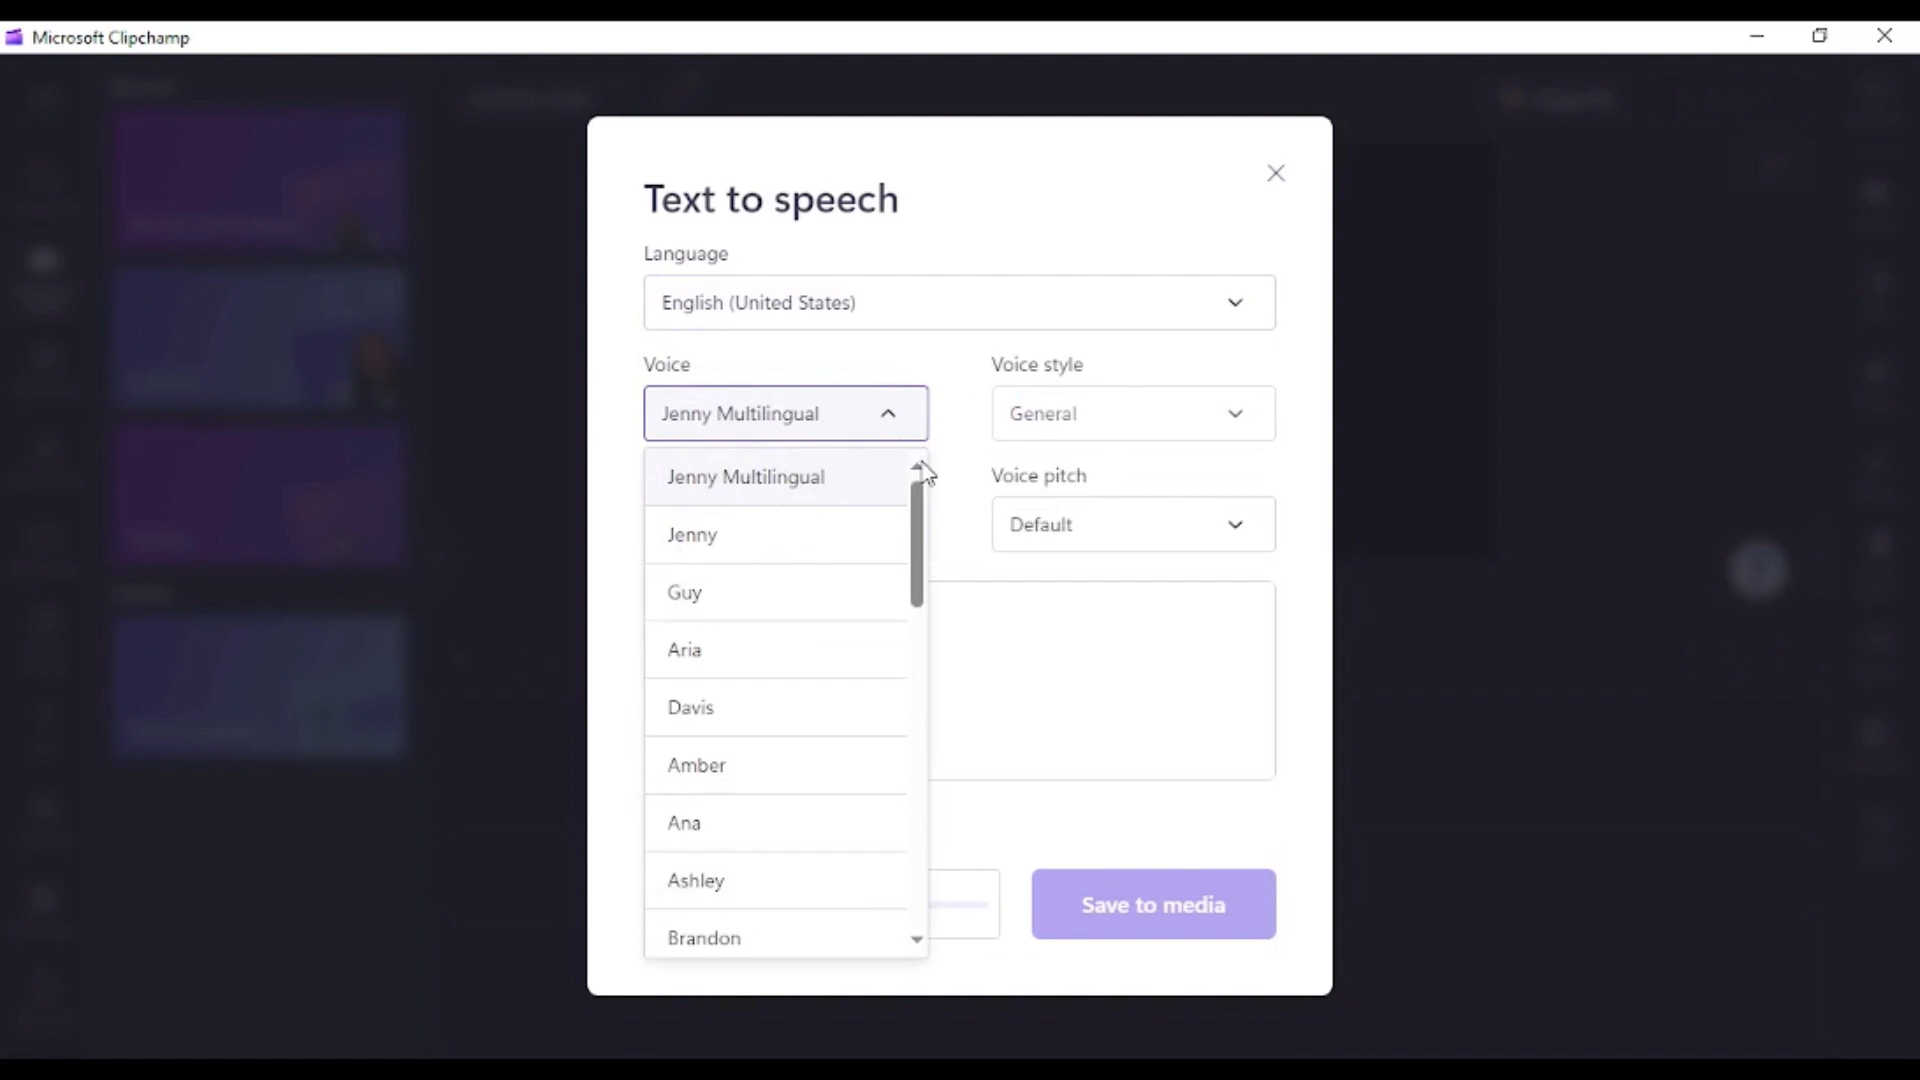 Microsoft Clipchamp
Text to speech
Language
English (United States)
Voice
Voice style
Jenny Multilingual
General
Jenny Multilingual
Voice pitch
Jenny
Default
Guy
Aria
Davis
Amber
Ana
Ashley
Save to media
Brandon